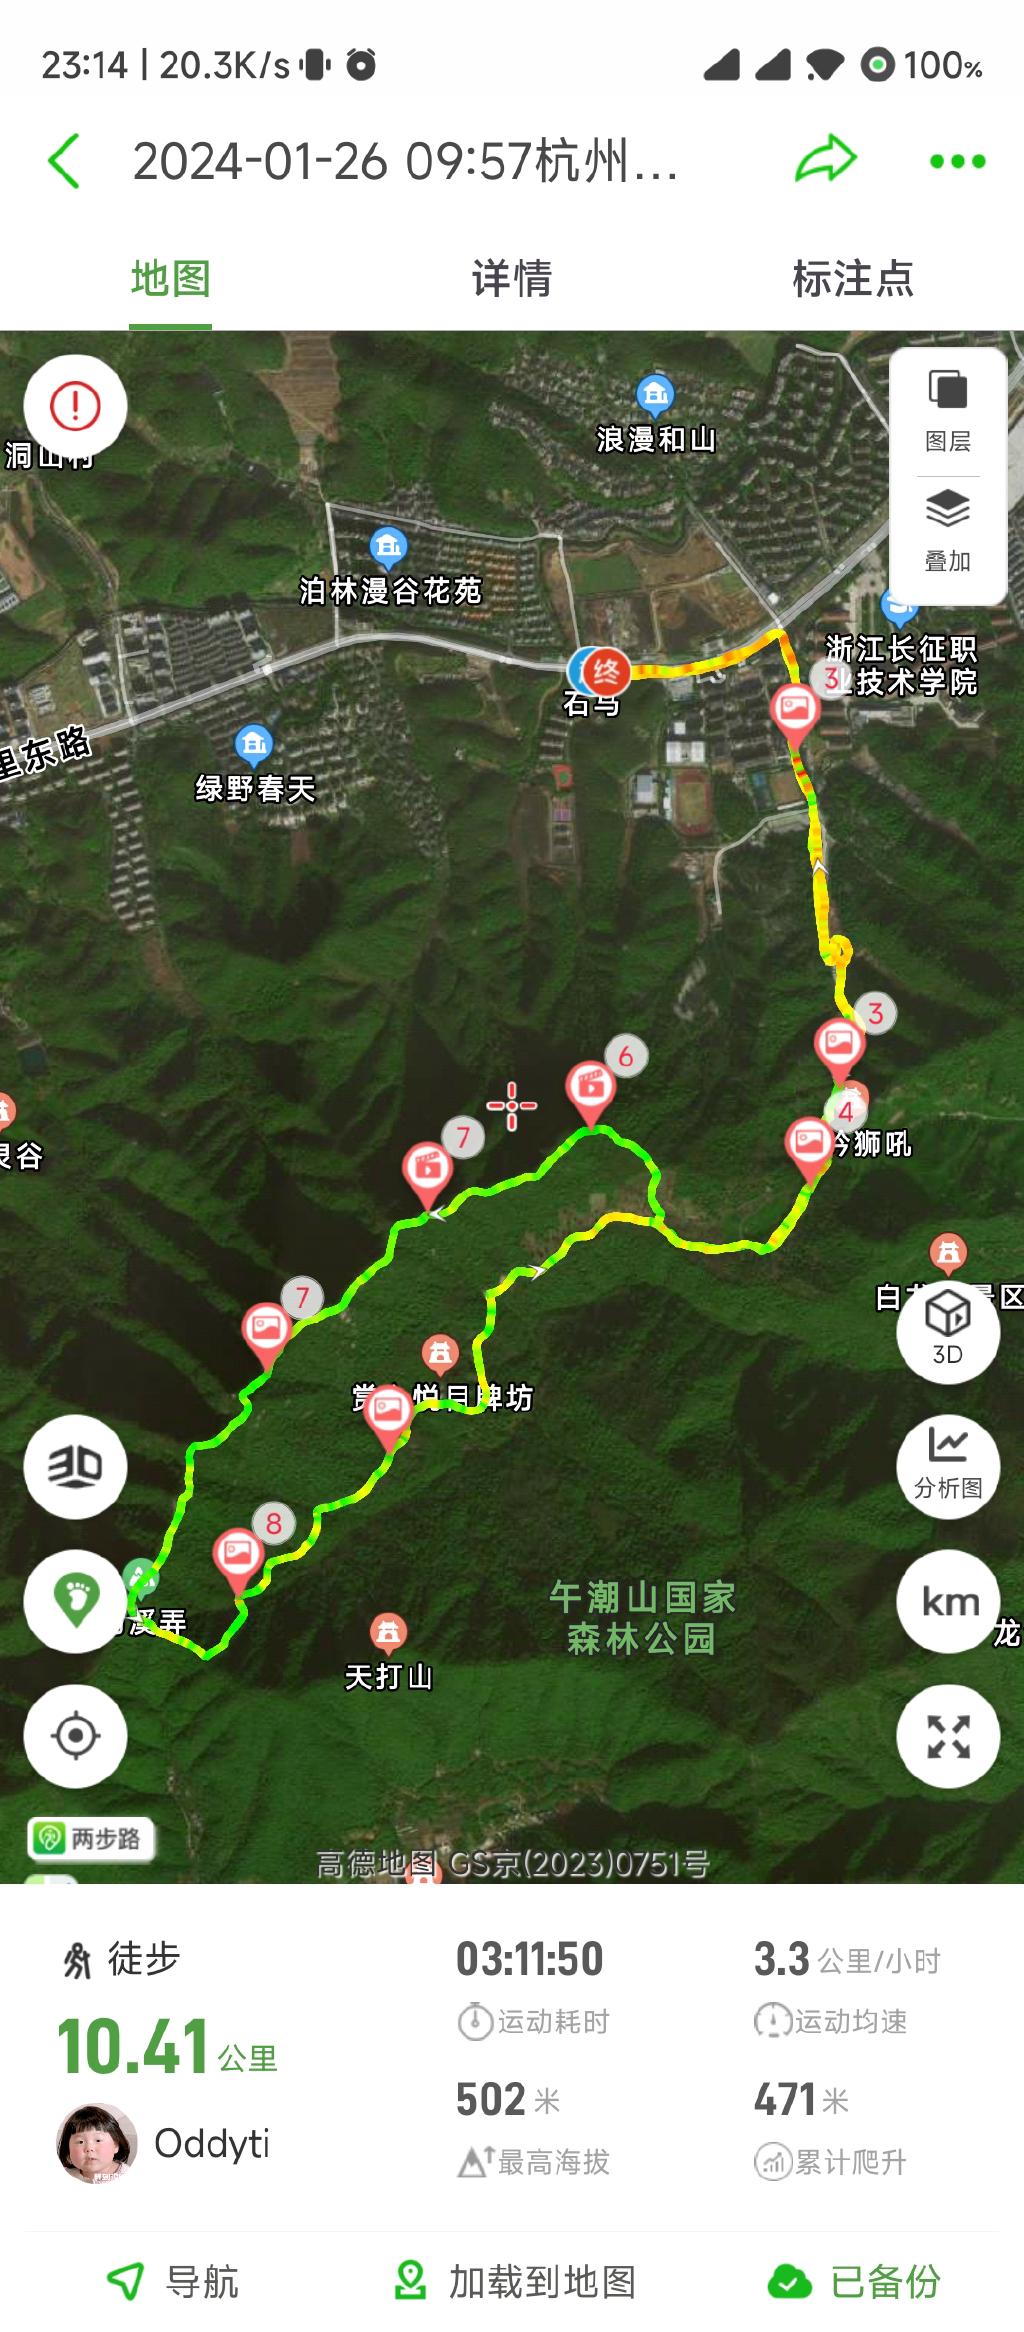 23:14 | 20.3K/s
100%
2024-01-26 09:57杭州...
地图
详情
标注点
浪漫和山
图层
叠加
泊林漫谷花苑
浙江长征职
业技术学院
终
石马
3
里东路
绿野春天
3
6
4
7
吟狮吼
灵谷
7
白
景区
3D
悦目牌坊
分析图
3D
8
午潮山国家
森林公园
km
溪弄
龙
天打山
两步路
高德地图 GS京(2023)0751号
徒步
03:11:50
3.3 公里/小时
运动耗时
运动均速
10.41 公里
502 米
471 米
Oddyti
最高海拔
累计爬升
导航
加载到地图
已备份